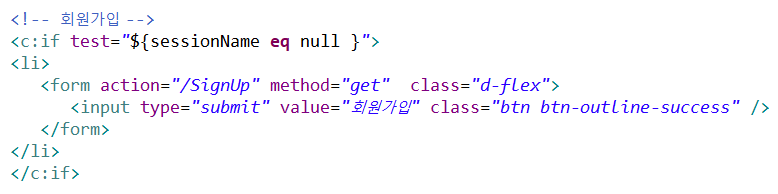 <!-- 회원가입 -->
<c:if test="${sessionName eq null }">
<li>
   <form action="/SignUp" method="get"  class="d-flex">
      <input type="submit" value="회원가입" class="btn btn-outline-success" />
   </form>
</li>
</c:if>